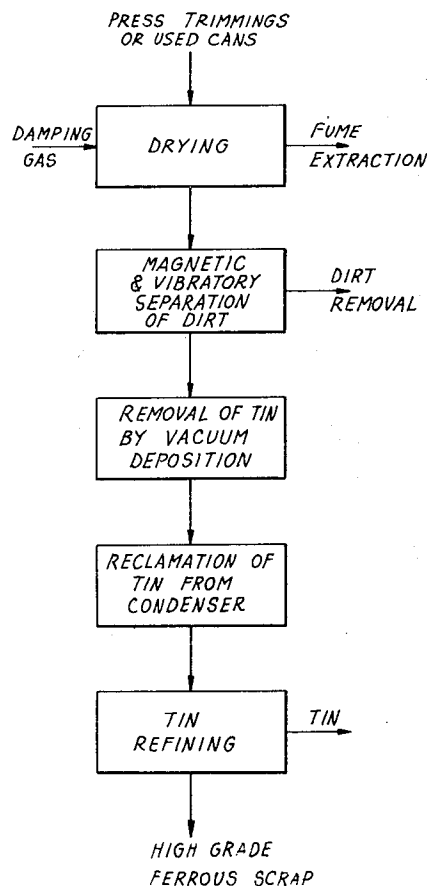 PRESS TRIMMINGS
OR USED CANS
DAMPING
GAS
DRYING
FUME
EXTRACTION
MAGNETIC
& VIBRATORY
SEPARATION
OF DIRT
DIRT
REMOVAL
REMOVAL OF TIN
BY VACUUM
DEPOSITION
RECLAMATION OF
TIN FROM
CONDENSER
TIN
REFINING
TIN
HIGH GRADE
FERROUS SCRAP